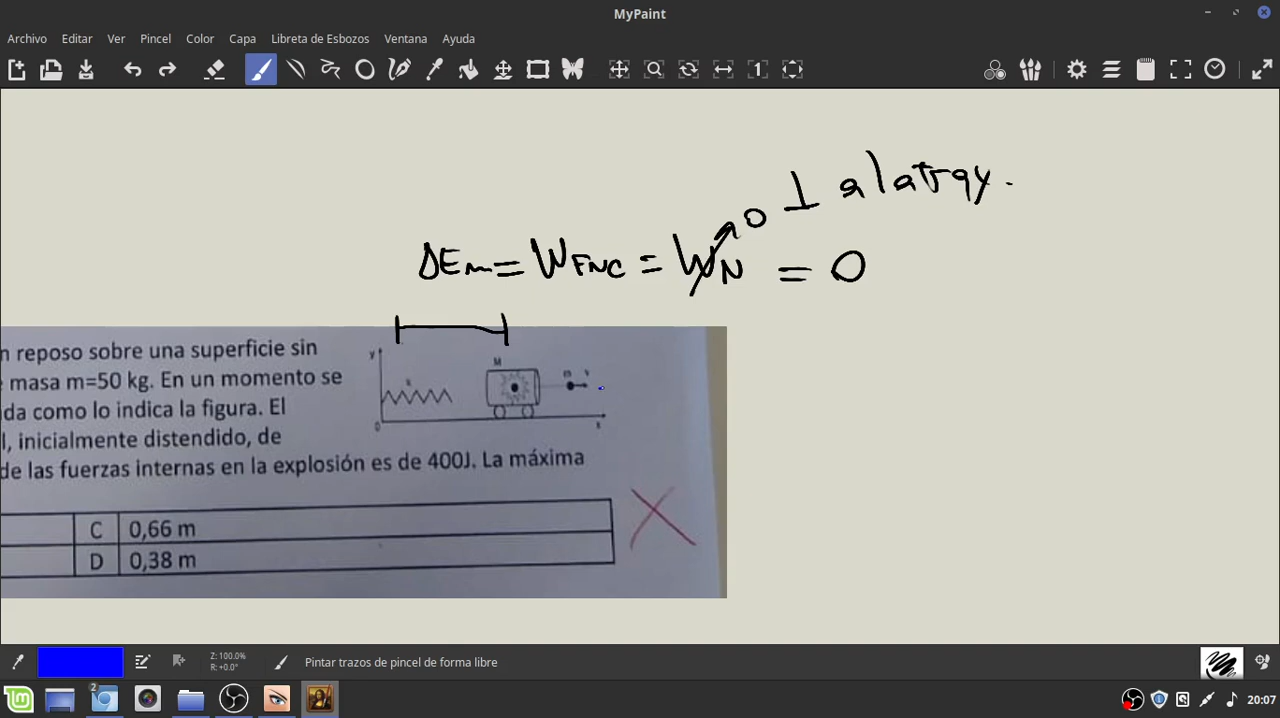 MyPaint
Archivo Editar Ver Pincel Color Capa Libreta de Esbozos Ventana Ayuda
⊥ a la tray.
ΔEm = WFNC = WN 0 = 0
n reposo sobre una superficie sin
masa m=50 kg. En un momento se
da como lo indica la figura. El
l, inicialmente distendido, de
de las fuerzas internas en la explosión es de 400J. La máxima
y
k
M
m v
0
x
C 0,66 m
D 0,38 m
Z: 100.0%
R: +0.0°
Pintar trazos de pincel de forma libre
2
20:07